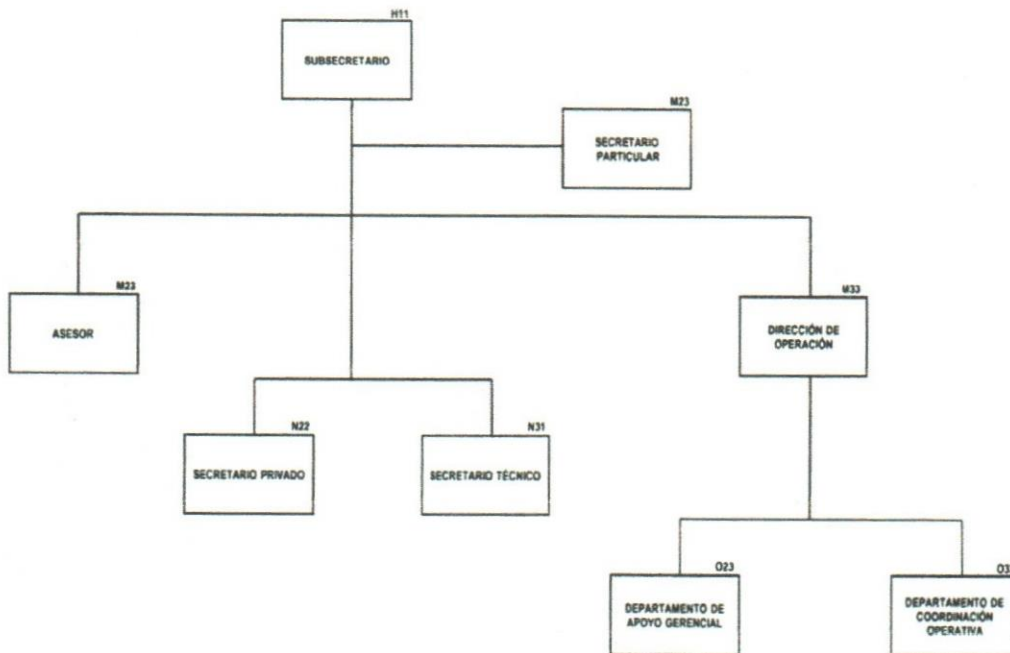 H11
SUBSECRETARIO
M23
SECRETARIO
PARTICULAR
M23
ASESOR
M33
DIRECCIÓN DE
OPERACIÓN
N22
SECRETARIO PRIVADO
N31
SECRETARIO TÉCNICO
O23
DEPARTAMENTO DE
APOYO GERENCIAL
DEPARTAMENTO DE
COORDINACIÓN
OPERATIVA